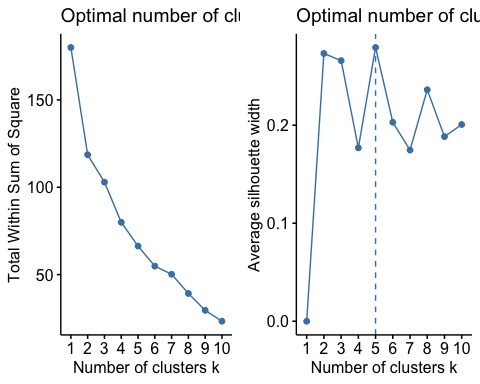 Optimal number of clu
Total Within Sum of Square
150
100
50
1 2 3 4 5 6 7 8 9 10
Number of clusters k
Optimal number of clu
Average silhouette width
0.2
0.1
0.0
1 2 3 4 5 6 7 8 9 10
Number of clusters k